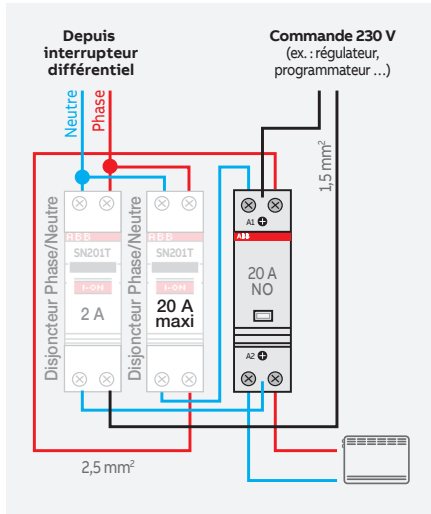 Depuis
interrupteur
différentiel
Commande 230 V
(ex. : régulateur,
programmateur ...)
Neutre
Phase
1,5 mm²
Disjoncteur Phase/Neutre
ABB
SN201T
I-ON
2 A
Disjoncteur Phase/Neutre
ABB
SN201T
I-ON
20 A
maxi
A1
ABB
20 A
NO
A2
2,5 mm²